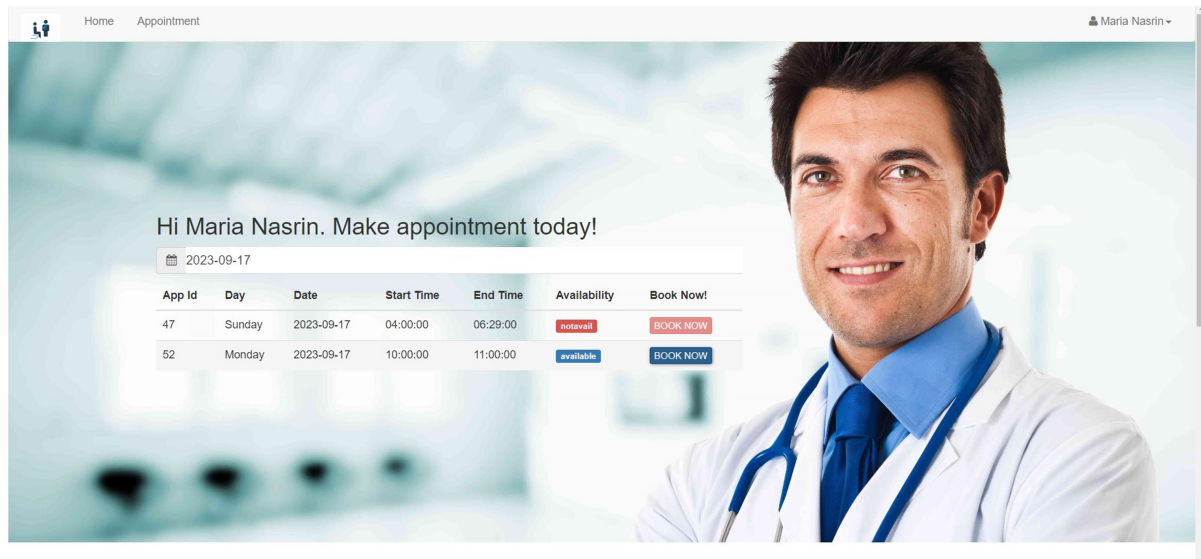 Home Appointment Maria Nasrin
Hi Maria Nasrin. Make appointment today!
2023-09-17
App Id Day Date Start Time End Time Availability Book Now!
47 Sunday 2023-09-17 04:00:00 06:29:00 notavail BOOK NOW
52 Monday 2023-09-17 10:00:00 11:00:00 available BOOK NOW